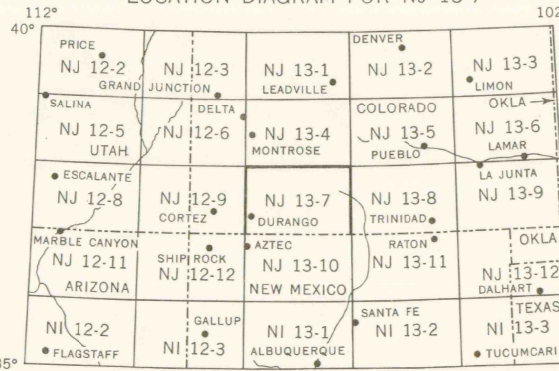 LOCATION DIAGRAM FOR NJ 13-7
112° 102
40°
PRICE
NJ 12-2
NJ 12-3
GRAND JUNCTION
NJ 13-1
LEADVILLE
DENVER
NJ 13-2
NJ 13-3
LIMON
SALINA
NJ 12-5
UTAH
NJ 12-6
DELTA
NJ 13-4
MONTROSE
COLORADO
NJ 13-5
PUEBLO
OKLA
NJ 13-6
LAMAR
ESCALANTE
NJ 12-8
NJ 12-9
CORTEZ
NJ 13-7
DURANGO
NJ 13-8
TRINIDAD
LA JUNTA
NJ 13-9
MARBLE CANYON
NJ 12-11
ARIZONA
SHIP ROCK
NJ 12-12
AZTEC
NJ 13-10
NEW MEXICO
RATON
NJ 13-11
OKLA
NJ 13-12
DALHART
NI 12-2
FLAGSTAFF
GALLUP
NI 12-3
NI 13-1
ALBUQUERQUE
SANTA FE
NI 13-2
TEXAS
NI 13-3
TUCUMCARI